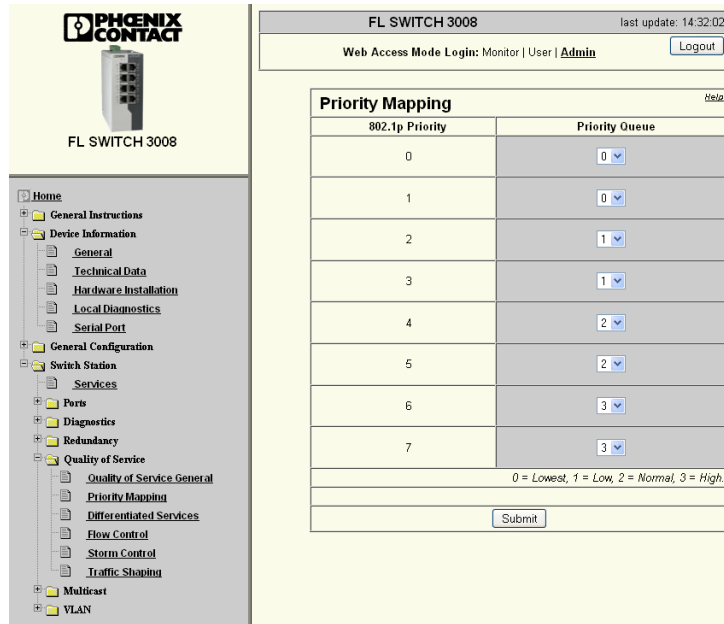 PHŒNIX
CONTACT
FL SWITCH 3008
Home
General Instructions
Device Information
General
Technical Data
Hardware Installation
Local Diagnostics
Serial Port
General Configuration
Switch Station
Services
Ports
Diagnostics
Redundancy
Quality of Service
Quality of Service General
Priority Mapping
Differentiated Services
Flow Control
Storm Control
Traffic Shaping
Multicast
VLAN
FL SWITCH 3008 last update: 14:32:02
Web Access Mode Login: Monitor | User | Admin Logout
Priority Mapping Help
802.1p Priority Priority Queue
0 0
1 0
2 1
3 1
4 2
5 2
6 3
7 3
0 = Lowest, 1 = Low, 2 = Normal, 3 = High.
Submit